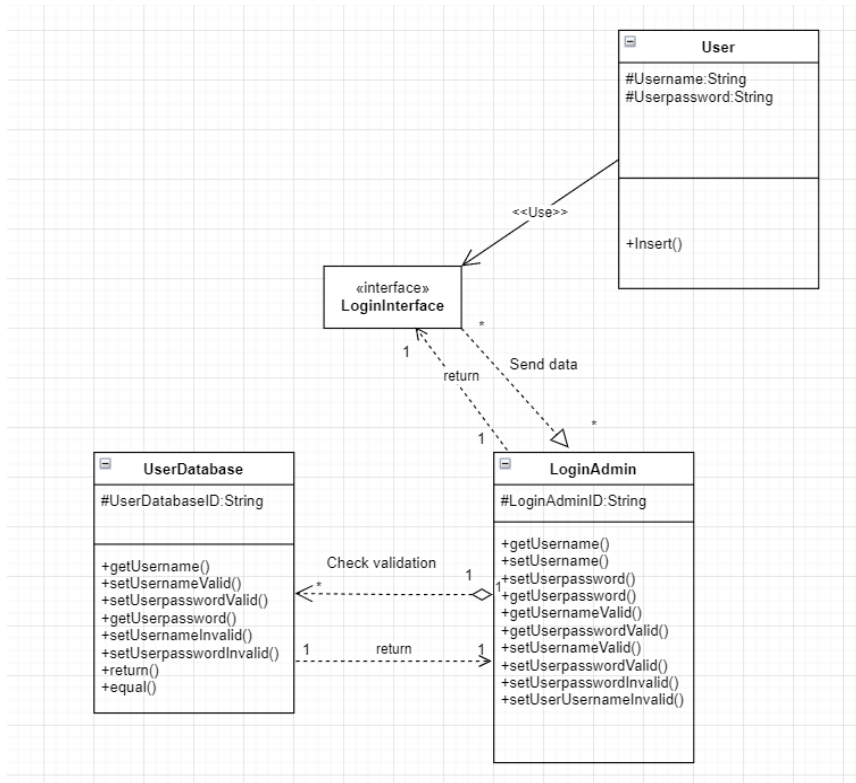 User
#Username:String
#Userpassword:String
+Insert()
<<Use>>
«interface»
LoginInterface
*
1
Send data
return
*
1
UserDatabase
#UserDatabaseID:String
+getUsername()
+setUsernameValid()
+setUserpasswordValid()
+getUserpassword()
+setUsernameInvalid()
+setUserpasswordInvalid()
+return()
+equal()
Check validation
*
1
1
1
return
1
LoginAdmin
#LoginAdminID:String
+getUsername()
+setUsername()
+setUserpassword()
+getUserpassword()
+getUsernameValid()
+getUserpasswordValid()
+setUsernameValid()
+setUserpasswordValid()
+setUserpasswordInvalid()
+setUserUsernameInvalid()